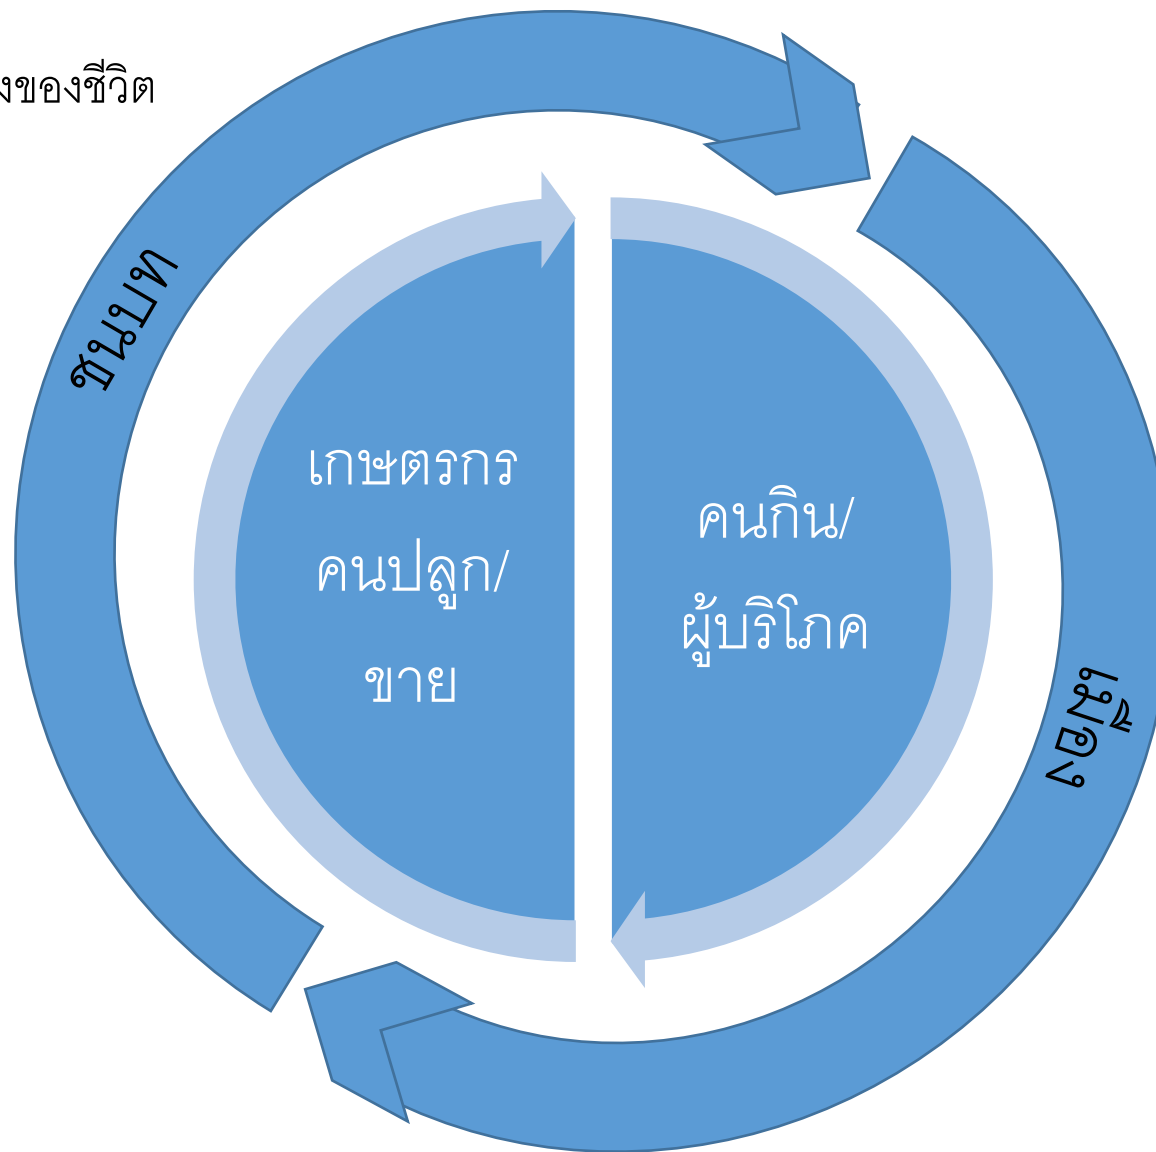 ของชีวิต
ชนบท
เกษตรกร
คนปลูก/
ขาย
คนกิน/
ผู้บริโภค
เมือง